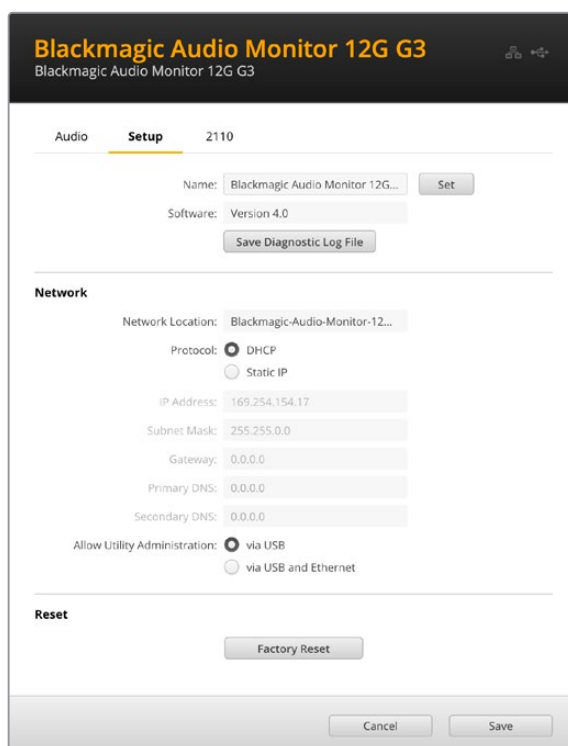 Blackmagic Audio Monitor 12G G3
Blackmagic Audio Monitor 12G G3
Audio Setup 2110
Name: Blackmagic Audio Monitor 12G... Set
Software: Version 4.0
Save Diagnostic Log File
Network
Network Location: Blackmagic-Audio-Monitor-12...
Protocol: DHCP
Static IP
IP Address: 169.254.154.17
Subnet Mask: 255.255.0.0
Gateway: 0.0.0.0
Primary DNS: 0.0.0.0
Secondary DNS: 0.0.0.0
Allow Utility Administration: via USB
via USB and Ethernet
Reset
Factory Reset
Cancel Save